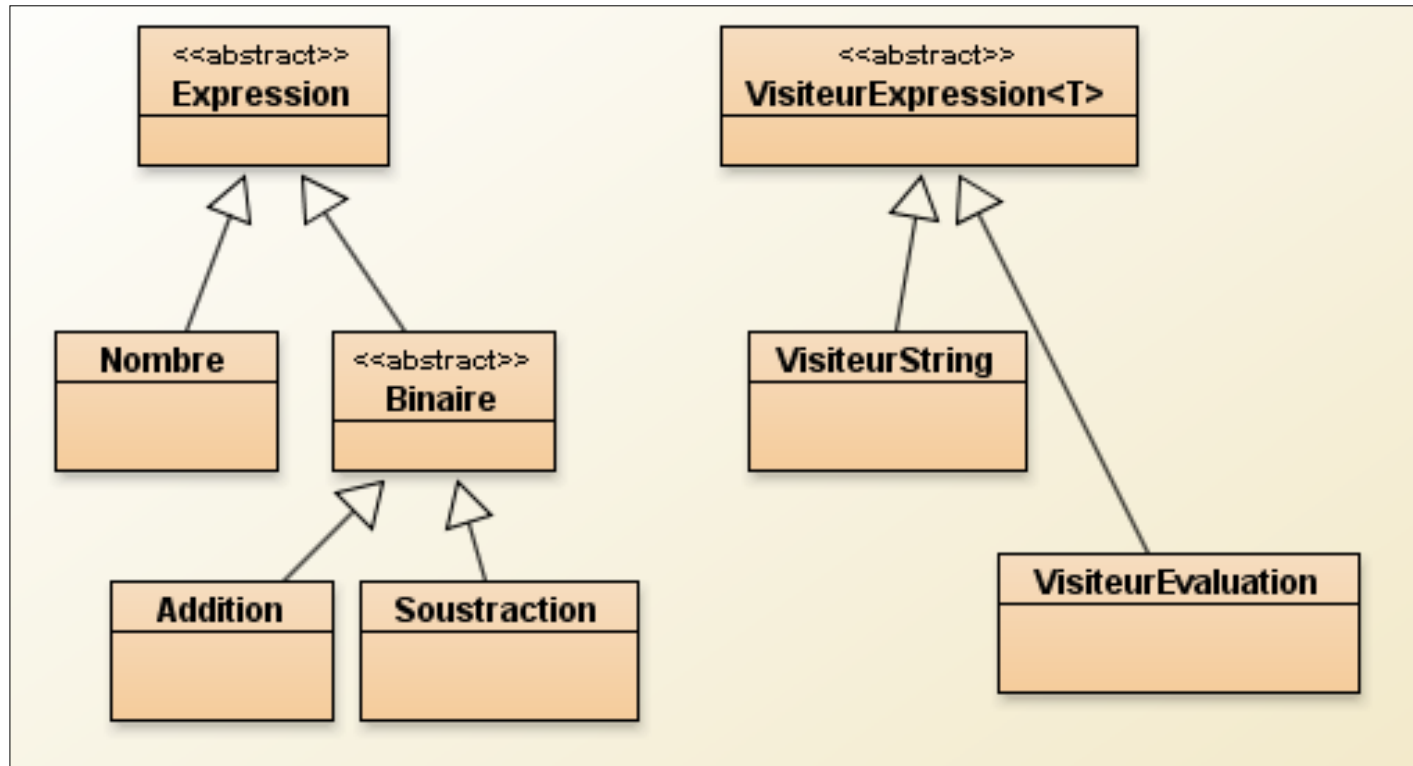 <<abstract>>
Expression
<<abstract>>
VisiteurExpression<T>
Nombre
<<abstract>>
Binaire
VisiteurString
Addition
Soustraction
VisiteurEvaluation